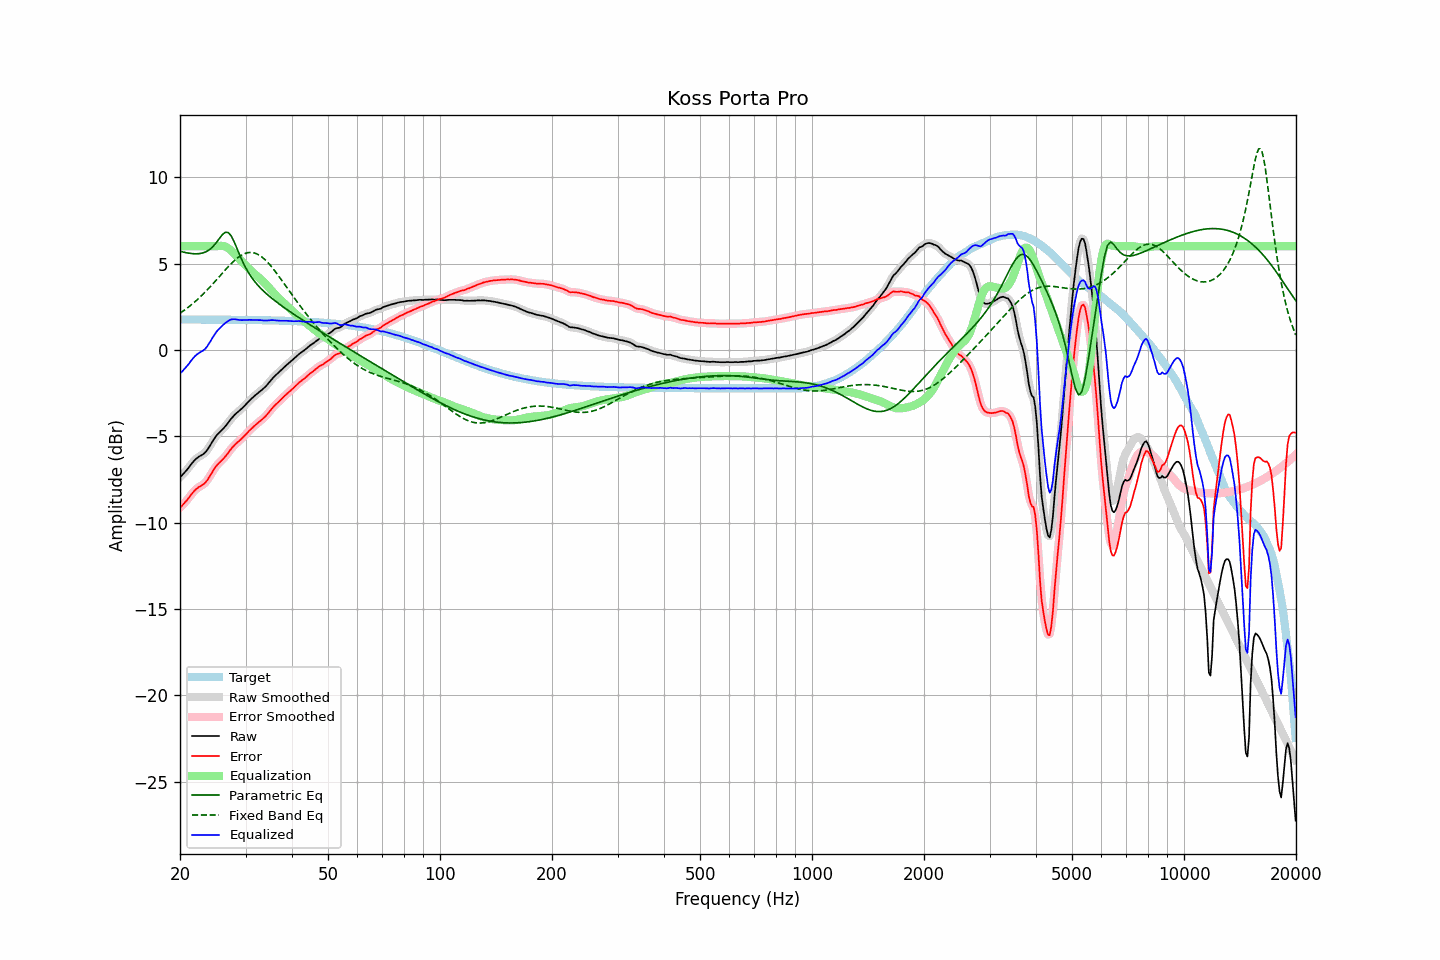 Koss Porta Pro
Amplitude (dBr)
10
5
0
−5
−10
−15
−20
−25
Target
Raw Smoothed
Error Smoothed
Raw
Error
Equalization
Parametric Eq
Fixed Band Eq
Equalized
20 50 100 200 500 1000 2000 5000 10000 20000
Frequency (Hz)